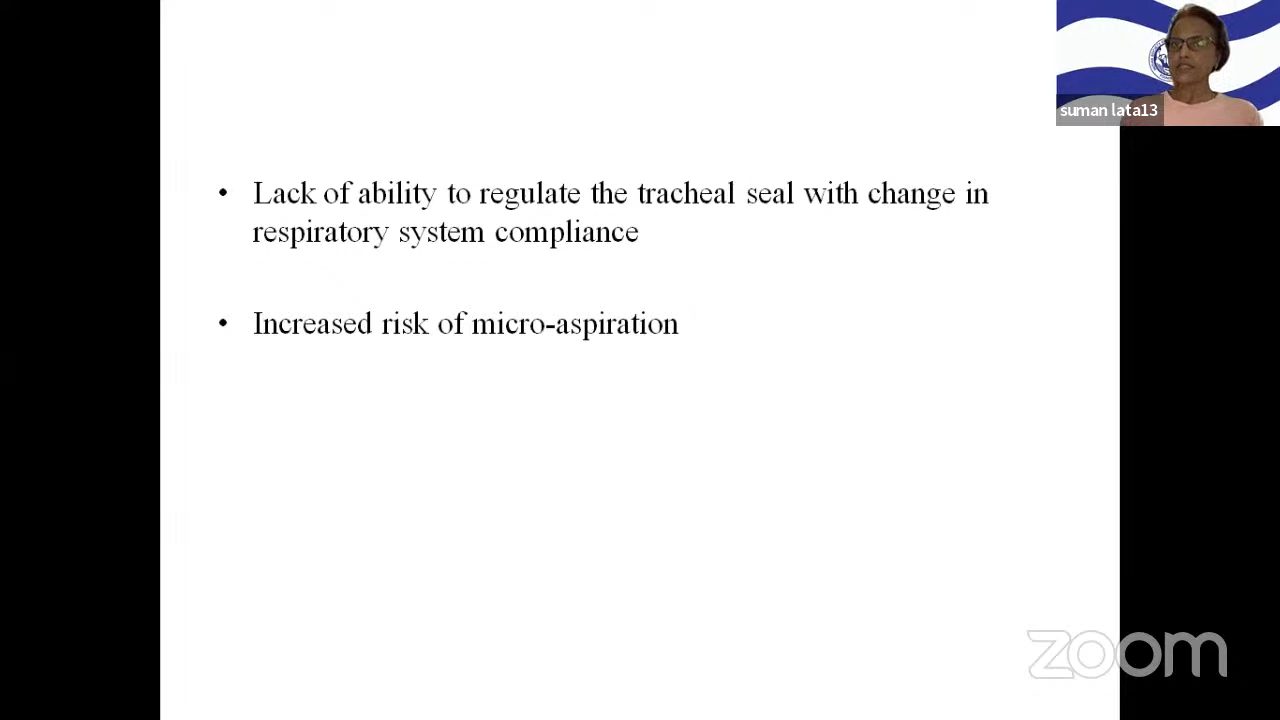 suman lata13
• Lack of ability to regulate the tracheal seal with change in
respiratory system compliance
• Increased risk of micro-aspiration
zoom